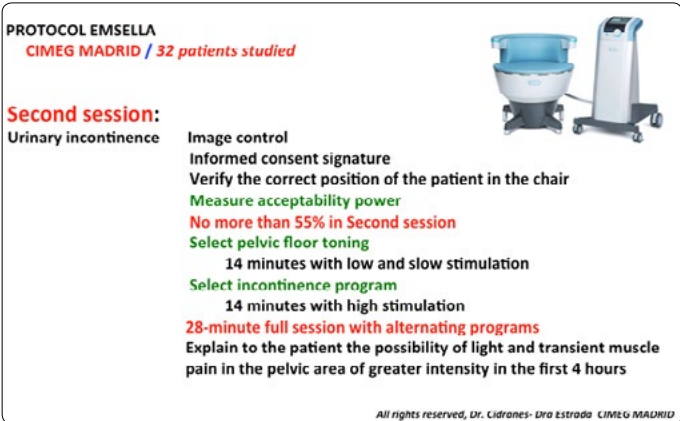 PROTOCOL EMSELLA
CIMEG MADRID / 32 patients studied
Second session:
Urinary incontinence Image control
Informed consent signature
Verify the correct position of the patient in the chair
Measure acceptability power
No more than 55% in Second session
Select pelvic floor toning
14 minutes with low and slow stimulation
Select incontinence program
14 minutes with high stimulation
28-minute full session with alternating programs
Explain to the patient the possibility of light and transient muscle
pain in the pelvic area of greater intensity in the first 4 hours
All rights reserved, Dr. Cidranes- Dra Estrada CIMEG MADRID